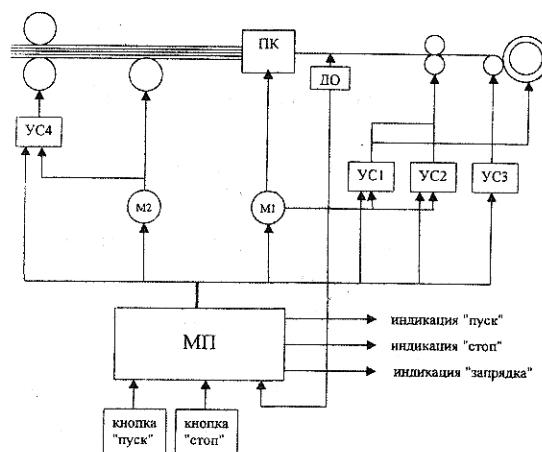 ПК
ДО
УС4
УС1
УС2
УС3
М2
М1
МП
индикация "пуск"
индикация "стоп"
индикация "запрядка"
кнопка
"пуск"
кнопка
"стоп"